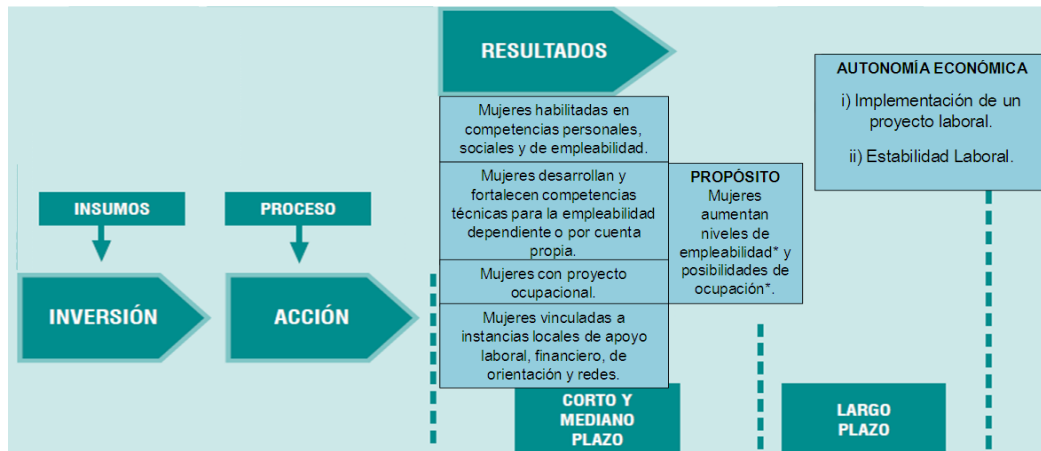 INSUMOS
INVERSIÓN
PROCESO
ACCIÓN
RESULTADOS
Mujeres habilitadas en
competencias personales,
sociales y de empleabilidad.
Mujeres desarrollan y
fortalecen competencias
técnicas para la empleabilidad
dependiente o por cuenta
propia.
Mujeres con proyecto
ocupacional.
Mujeres vinculadas a
instancias locales de apoyo
laboral, financiero, de
orientación y redes.
CORTO Y
MEDIANO
PLAZO
PROPÓSITO
Mujeres
aumentan
niveles de
empleabilidad* y
posibilidades de
ocupación*.
AUTONOMÍA ECONÓMICA
i) Implementación de un
proyecto laboral.
ii) Estabilidad Laboral.
LARGO
PLAZO